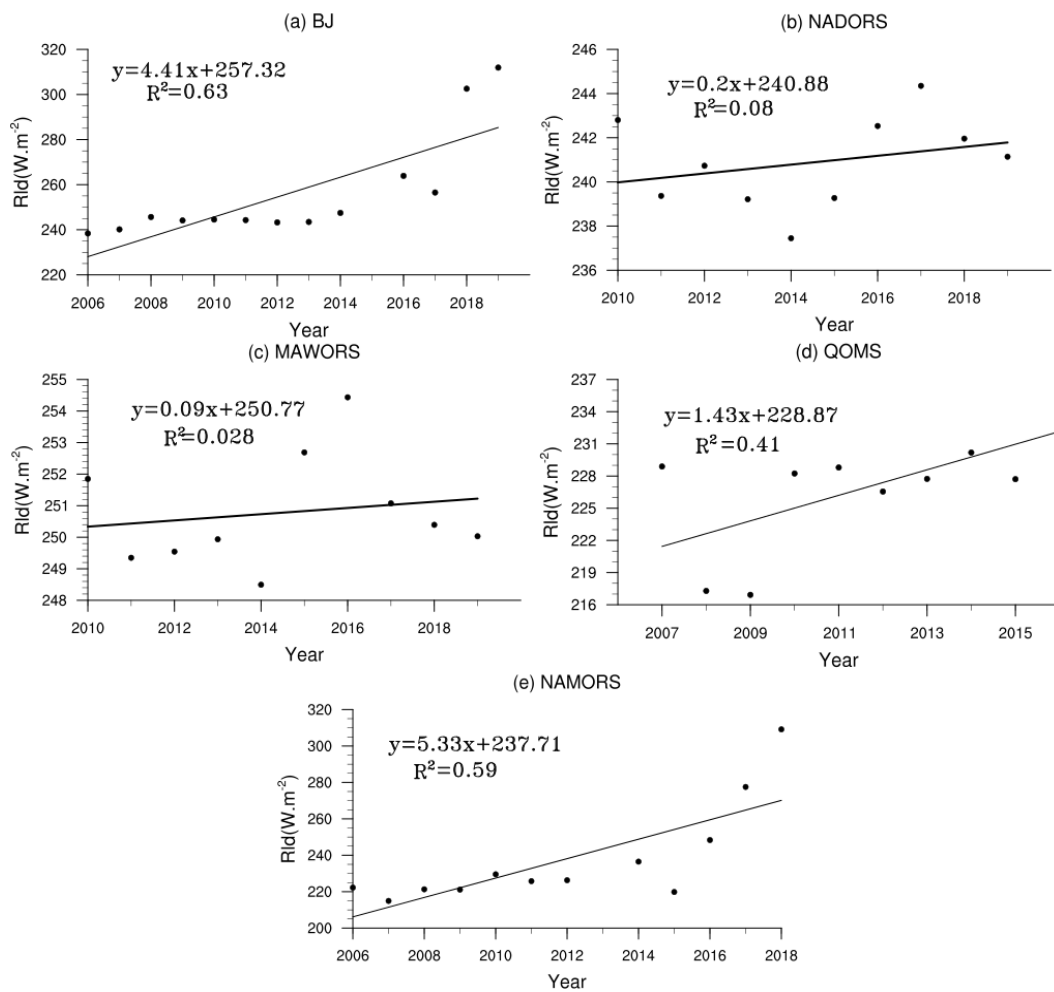 (a) BJ
y=4.41x+257.32
R²=0.63
Rld(W.m⁻²)
320
300
280
260
240
220
2006 2008 2010 2012 2014 2016 2018
Year
(b) NADORS
y=0.2x+240.88
R²=0.08
Rld(W.m⁻²)
246
244
242
240
238
236
2010 2012 2014 2016 2018
Year
(c) MAWORS
y=0.09x+250.77
R²=0.028
Rld(W.m⁻²)
255
254
253
252
251
250
249
248
2010 2012 2014 2016 2018
Year
(d) QOMS
y=1.43x+228.87
R²=0.41
Rld(W.m⁻²)
237
234
231
228
225
222
219
216
2007 2009 2011 2013 2015
Year
(e) NAMORS
y=5.33x+237.71
R²=0.59
Rld(W.m⁻²)
320
300
280
260
240
220
200
2006 2008 2010 2012 2014 2016 2018
Year